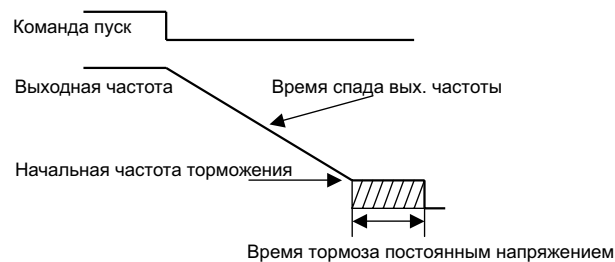 Команда пуск
Выходная частота
Время спада вых. частоты
Начальная частота торможения
Время тормоза постоянным напряжением